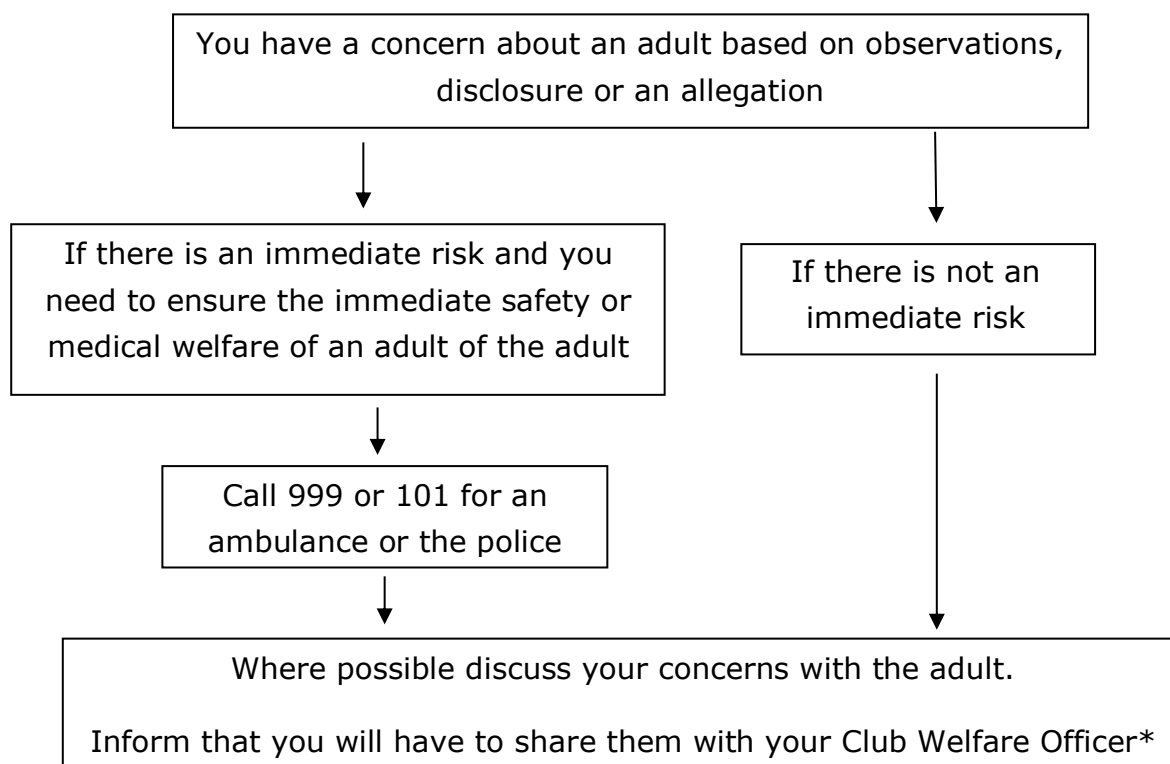 You have a concern about an adult based on observations,
disclosure or an allegation
If there is an immediate risk and you
need to ensure the immediate safety or
medical welfare of an adult of the adult
If there is not an
immediate risk
Call 999 or 101 for an
ambulance or the police
Where possible discuss your concerns with the adult.
Inform that you will have to share them with your Club Welfare Officer*